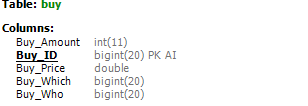 Table: buy
Columns:
Buy_Amount int(11)
Buy_ID bigint(20) PK AI
Buy_Price double
Buy_Which bigint(20)
Buy_Who bigint(20)